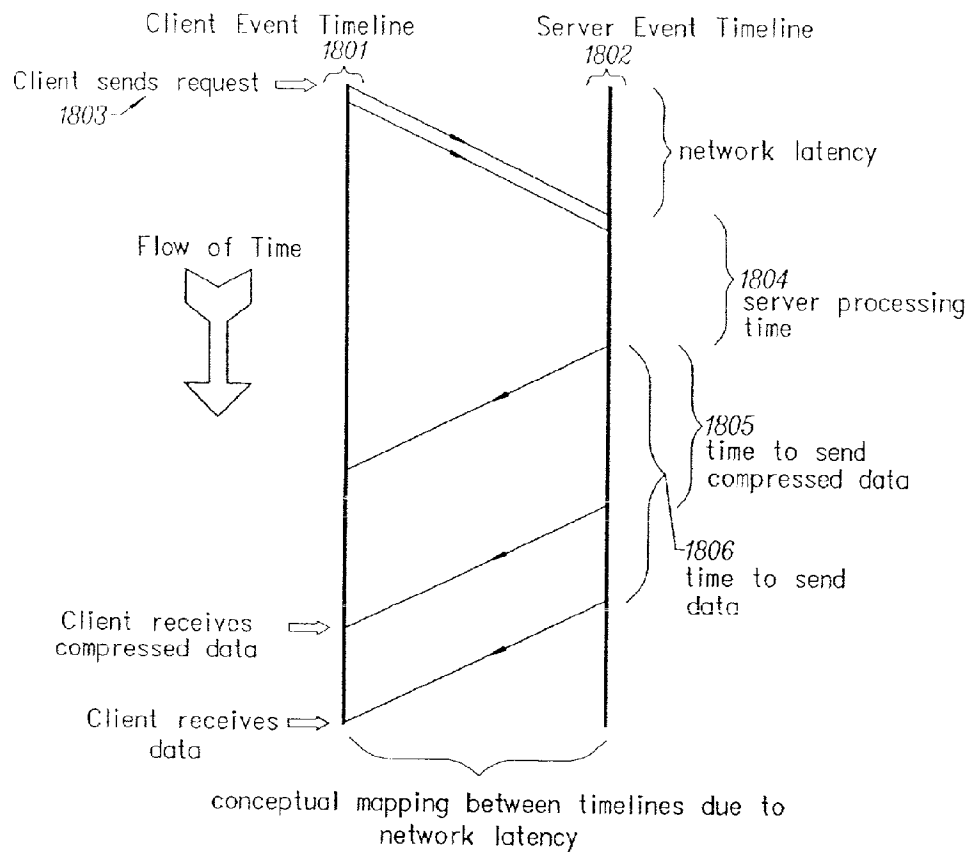 Client Event Timeline
1801
Server Event Timeline
1802
Client sends request
1803
network latency
Flow of Time
1804
server processing
time
1805
time to send
compressed data
1806
time to send
data
Client receives
compressed data
Client receives
data
conceptual mapping between timelines due to
network latency